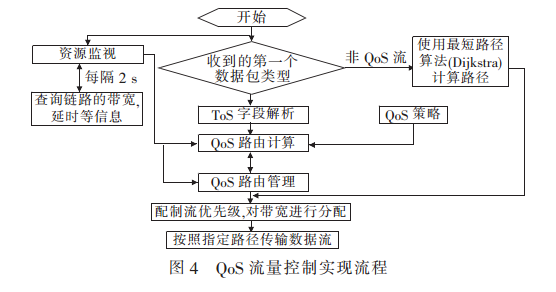 开始
资源监视
收到的第一个
数据包类型
非 QoS 流
使用最短路径
算法(Dijkstra)
计算路径
每隔 2 s
查询链路的带宽,
延时等信息
ToS 字段解析
QoS 策略
QoS 路由计算
QoS 路由管理
配制流优先级,对带宽进行分配
按照指定路径传输数据流
图 4 QoS 流量控制实现流程